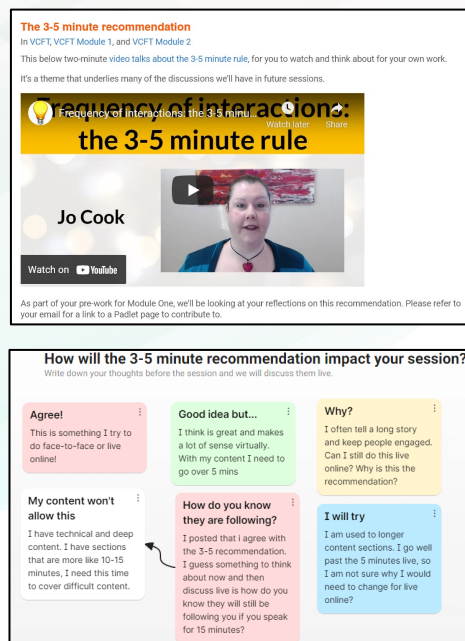 The 3-5 minute recommendation
In VCFT, VCFT Module 1, and VCFT Module 2
This below two-minute video talks about the 3-5 minute rule, for you to watch and think about for your own work.
It's a theme that underlies many of the discussions we'll have in future sessions.
Frequency of interactions:
Frequency of interactions: the 3-5 minu...
Watch later
Share
the 3-5 minute rule
Jo Cook
Watch on YouTube
As part of your pre-work for Module One, we'll be looking at your reflections on this recommendation. Please refer to
your email for a link to a Padlet page to contribute to.
How will the 3-5 minute recommendation impact your session?
Write down your thoughts before the session and we will discuss them live.
Agree!
This is something I try to
do face-to-face or live
online!
Good idea but...
I think is great and makes
a lot of sense virtually.
With my content I need to
go over 5 mins
Why?
I often tell a long story
and keep people engaged.
Can I still do this live
online? Why is this the
recommendation?
My content won't
allow this
I have technical and deep
content. I have sections
that are more like 10-15
minutes, I need this time
to cover difficult content.
How do you know
they are following?
I posted that i agree with
the 3-5 recommendation.
I guess something to think
about now and then
discuss live is how do you
know they will still be
following you if you speak
for 15 minutes?
I will try
I am used to longer
content sections. I go well
past the 5 minutes live, so
I am not sure why I would
need to change for live
online?